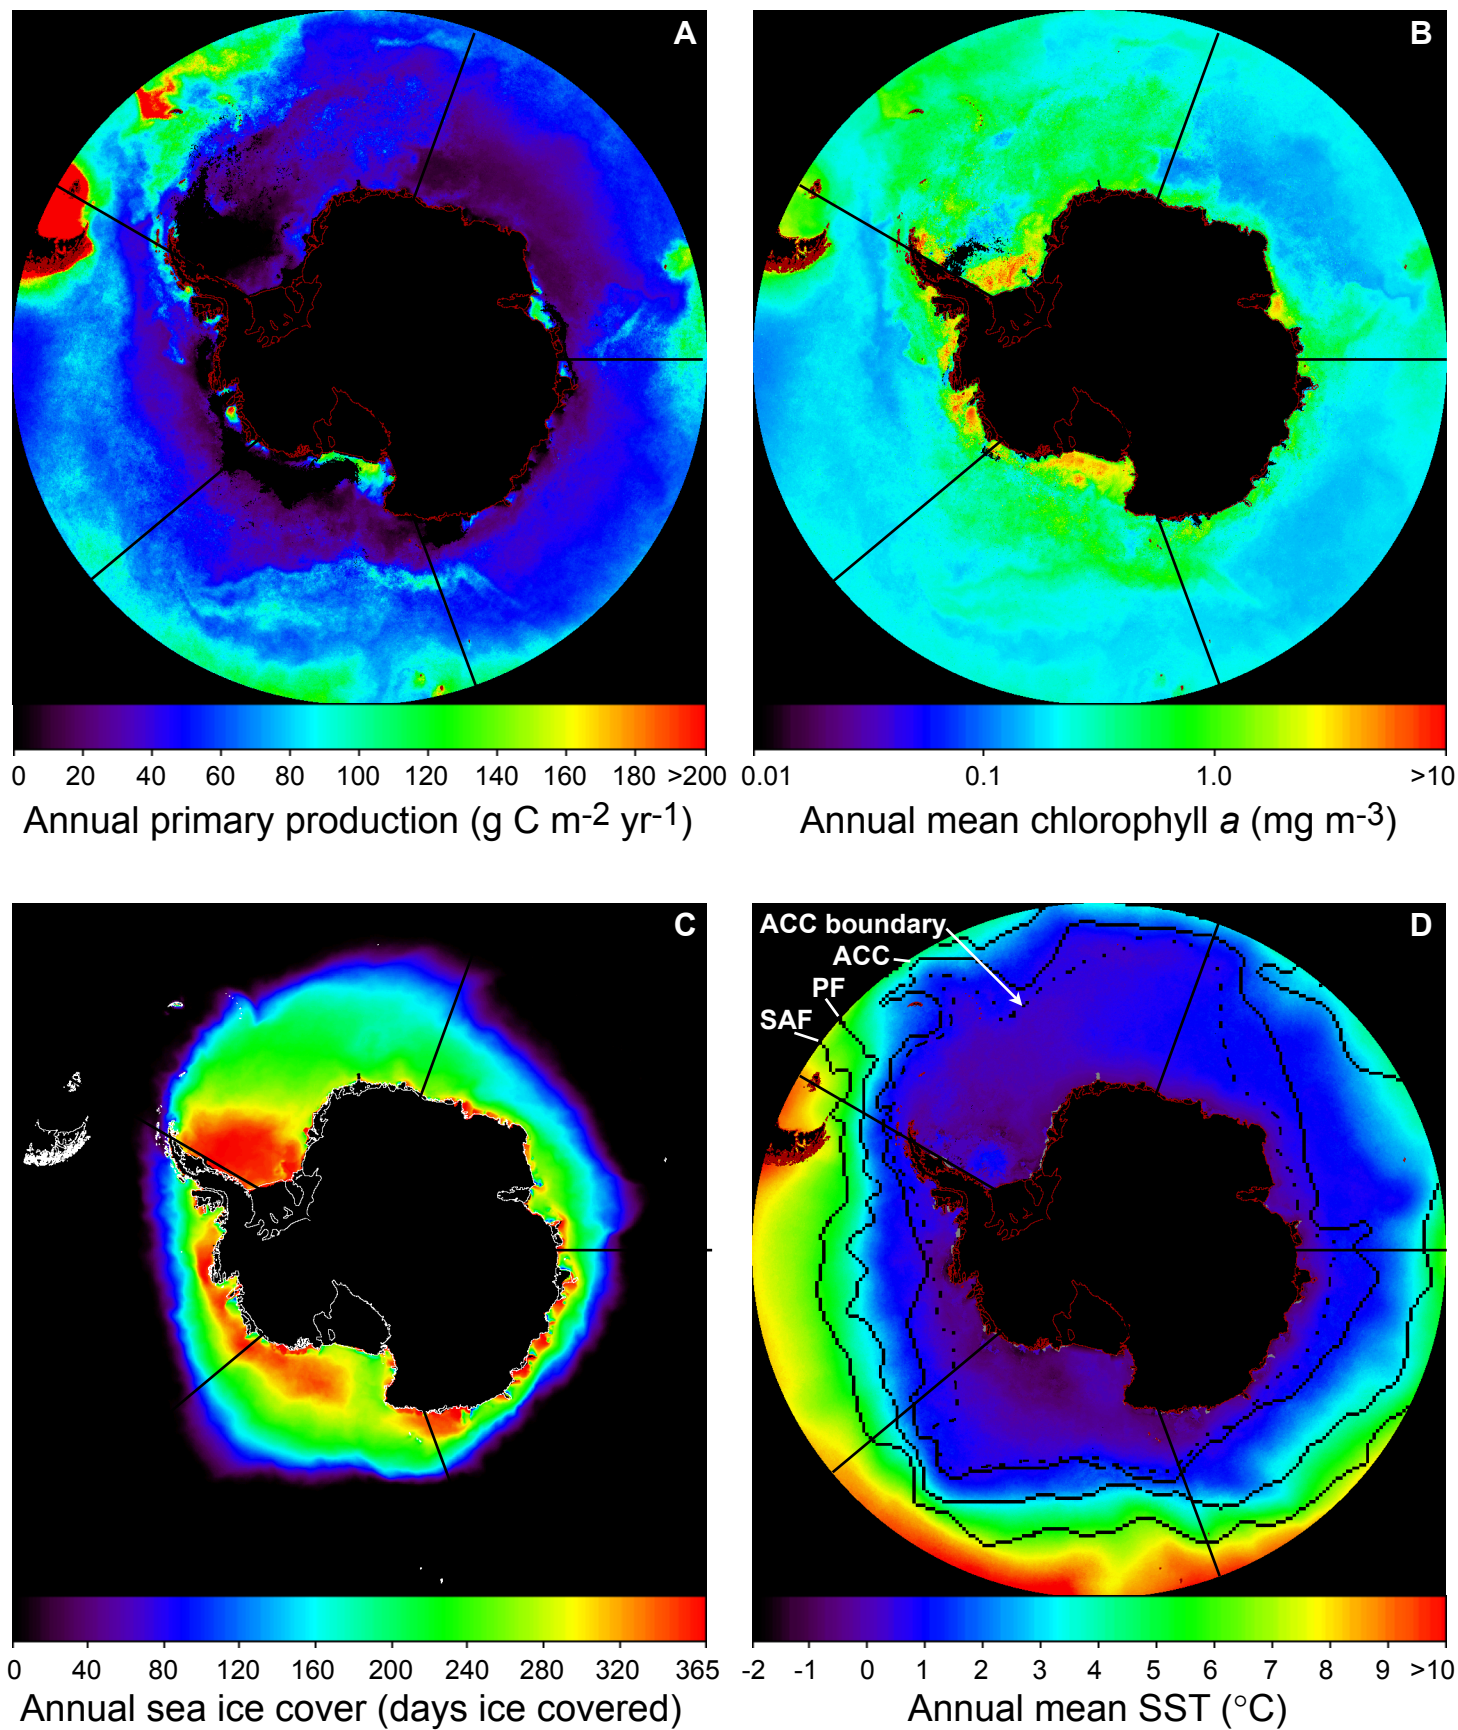 A
B
0 20 40 60 80 100 120 140 160 180 >200
0.01 0.1 1.0 >10
Annual primary production (g C m-2 yr-1)
Annual mean chlorophyll a (mg m-3)
C
D
ACC boundary
ACC
PF
SAF
0 40 80 120 160 200 240 280 320 365
-2 -1 0 1 2 3 4 5 6 7 8 9 >10
Annual sea ice cover (days ice covered)
Annual mean SST (°C)